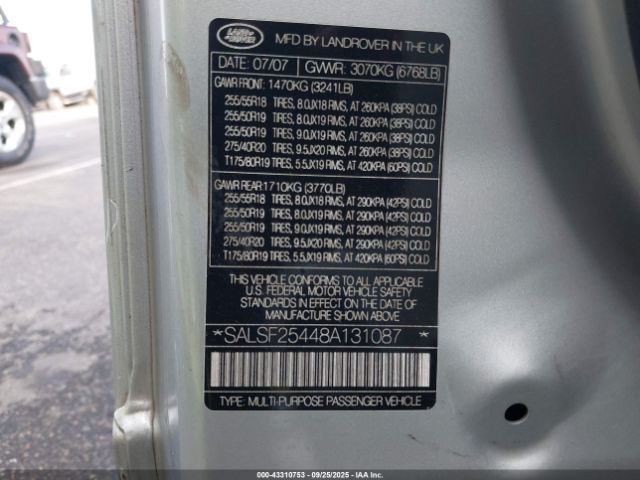 LAND ROVER
MFD BY LANDROVER IN THE UK
DATE: 07/07 GVWR: 3070KG (6768LB)
GAWR FRONT: 1470KG (3241LB)
255/55R18 TIRES, 8.0JX18 RIMS, AT 260KPA (38PSI) COLD
255/50R19 TIRES, 8.0JX19 RIMS, AT 260KPA (38PSI) COLD
255/50R19 TIRES, 9.0JX19 RIMS, AT 260KPA (38PSI) COLD
275/40R20 TIRES, 9.5JX20 RIMS, AT 260KPA (38PSI) COLD
T175/80R19 TIRES, 5.5JX19 RIMS, AT 420KPA (60PSI) COLD
GAWR REAR:1710KG (3770LB)
255/55R18 TIRES, 8.0JX18 RIMS, AT 290KPA (42PSI) COLD
255/50R19 TIRES, 8.0JX19 RIMS, AT 290KPA (42PSI) COLD
255/50R19 TIRES, 9.0JX19 RIMS, AT 290KPA (42PSI) COLD
275/40R20 TIRES, 9.5JX20 RIMS, AT 290KPA (42PSI) COLD
T175/80R19 TIRES, 5.5JX19 RIMS, AT 420KPA (60PSI) COLD
THIS VEHICLE CONFORMS TO ALL APPLICABLE
U.S. FEDERAL MOTOR VEHICLE SAFETY
STANDARDS IN EFFECT ON THE DATE OF
MANUFACTURE SHOWN ABOVE
*SALSF25448A131087*
TYPE: MULTI-PURPOSE PASSENGER VEHICLE
000-43310753 - 09/25/2025 - IAAI.COM